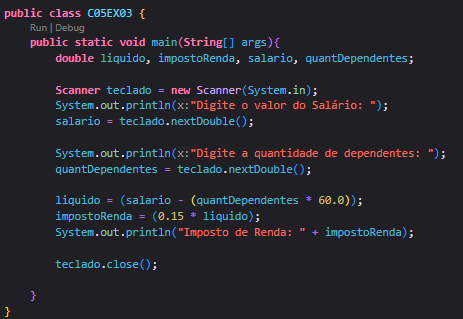 public class C05EX03 {
Run | Debug
public static void main(String[] args){
double liquido, impostoRenda, salario, quantDependentes;
Scanner teclado = new Scanner(System.in);
System.out.println(x:"Digite o valor do Salário: ");
salario = teclado.nextDouble();
System.out.println(x:"Digite a quantidade de dependentes: ");
quantDependentes = teclado.nextDouble();
liquido = (salario - (quantDependentes * 60.0));
impostoRenda = (0.15 * liquido);
System.out.println("Imposto de Renda: " + impostoRenda);
teclado.close();
}
}